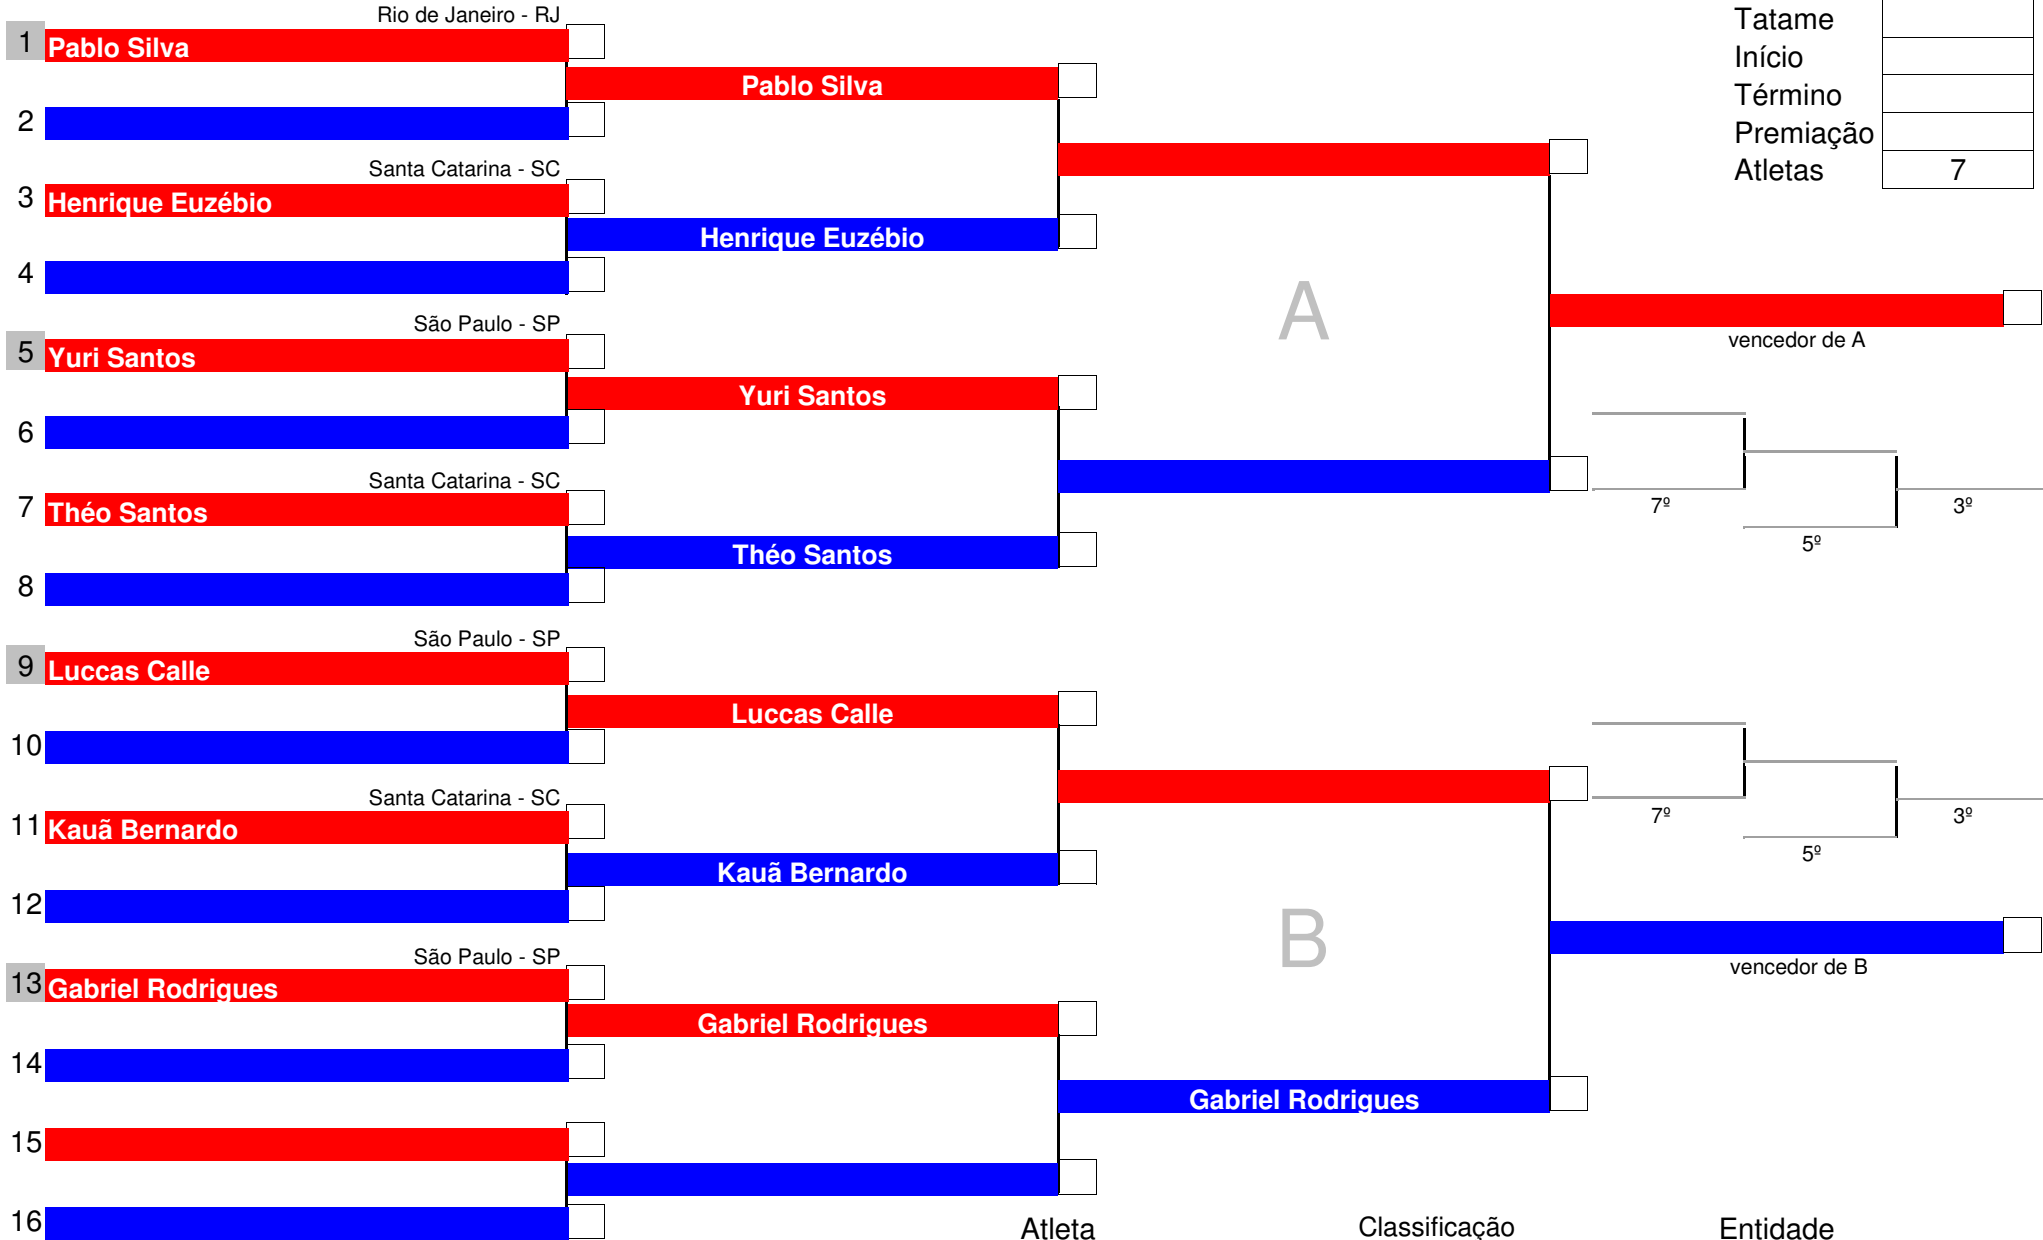 Rio de Janeiro - RJ
1 Pablo Silva
Pablo Silva
2
Santa Catarina - SC
3 Henrique Euzébio
Henrique Euzébio
4
São Paulo - SP
5 Yuri Santos
Yuri Santos
6
Santa Catarina - SC
7 Théo Santos
Théo Santos
8
São Paulo - SP
9 Luccas Calle
Luccas Calle
10
Santa Catarina - SC
11 Kauã Bernardo
Kauã Bernardo
12
São Paulo - SP
13 Gabriel Rodrigues
Gabriel Rodrigues
14
Gabriel Rodrigues
15
16
A
B
Tatame
Início
Término
Premiação
Atletas 7
vencedor de A
7º
3º
5º
7º
3º
5º
vencedor de B
Atleta Classificação Entidade